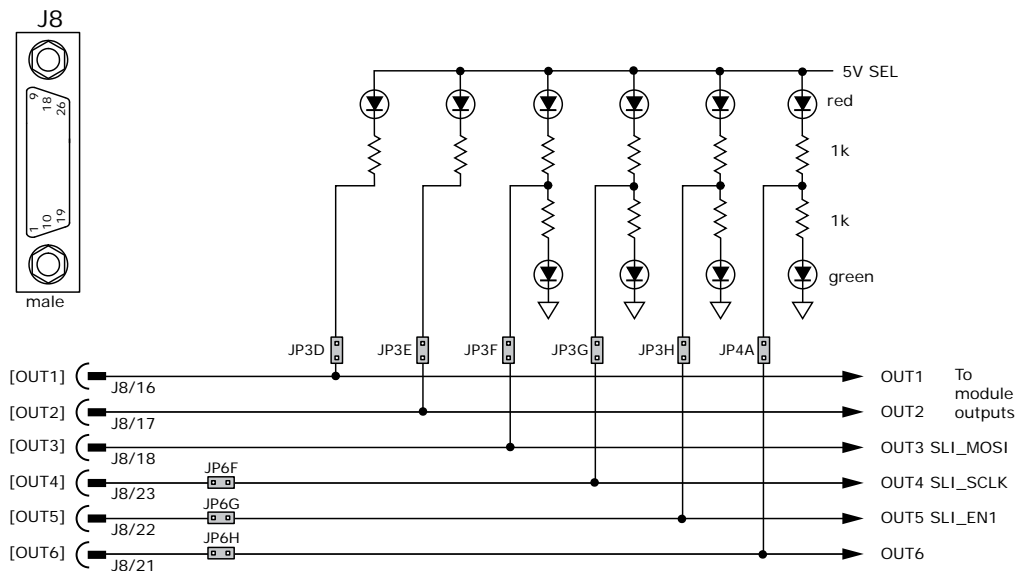 J8
9
18
26
1
10
19
male
5V SEL
red
1k
1k
green
JP3D
JP3E
JP3F
JP3G
JP3H
JP4A
[OUT1]
J8/16
OUT1
To
module
outputs
[OUT2]
J8/17
OUT2
[OUT3]
J8/18
OUT3 SLI_MOSI
[OUT4]
J8/23
JP6F
OUT4 SLI_SCLK
[OUT5]
J8/22
JP6G
OUT5 SLI_EN1
[OUT6]
J8/21
JP6H
OUT6